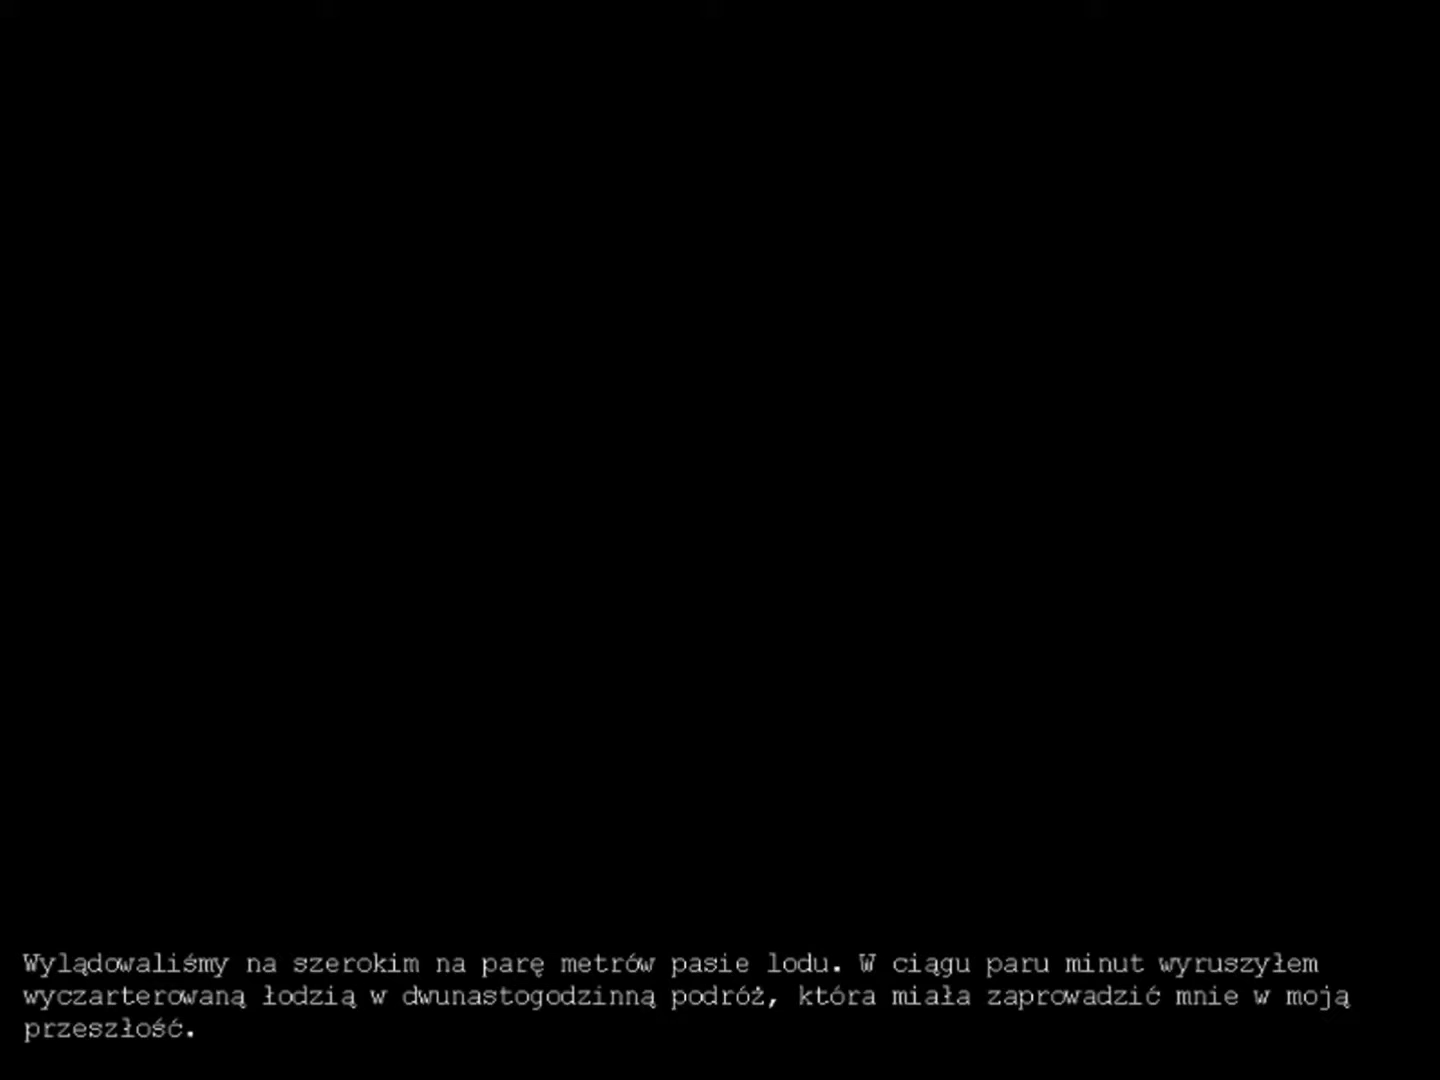 Wylądowaliśmy na szerokim na parę metrów pasie lodu. W ciągu paru minut wyruszyłem
wyczarterowaną łodzią w dwunastogodzinną podróż, która miała zaprowadzić mnie w moją
przeszłość.